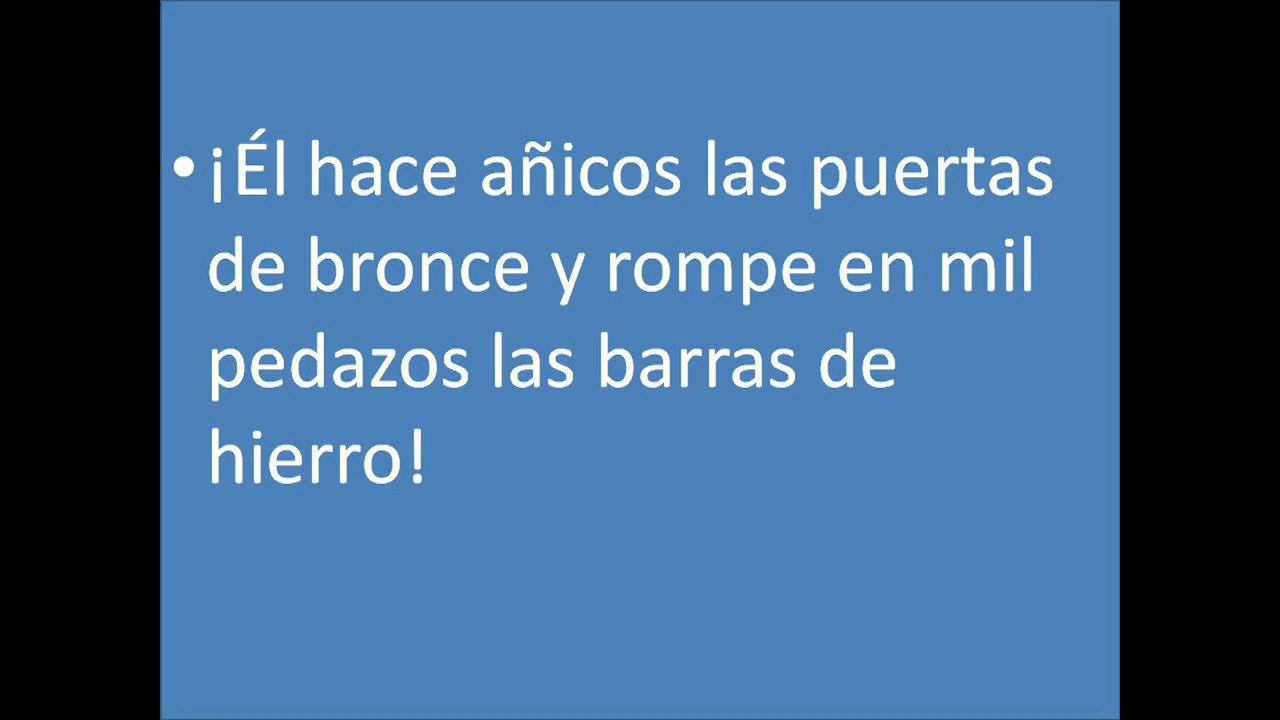 • ¡Él hace añicos las puertas
de bronce y rompe en mil
pedazos las barras de
hierro!